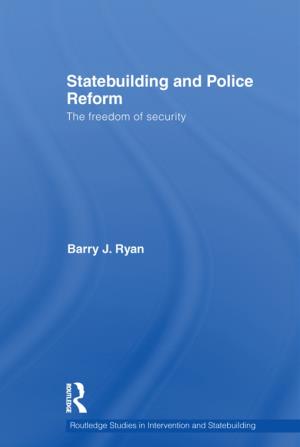 Statebuilding and Police
Reform
The freedom of security
Barry J. Ryan
ROUTLEDGE
Routledge Studies in Intervention and Statebuilding